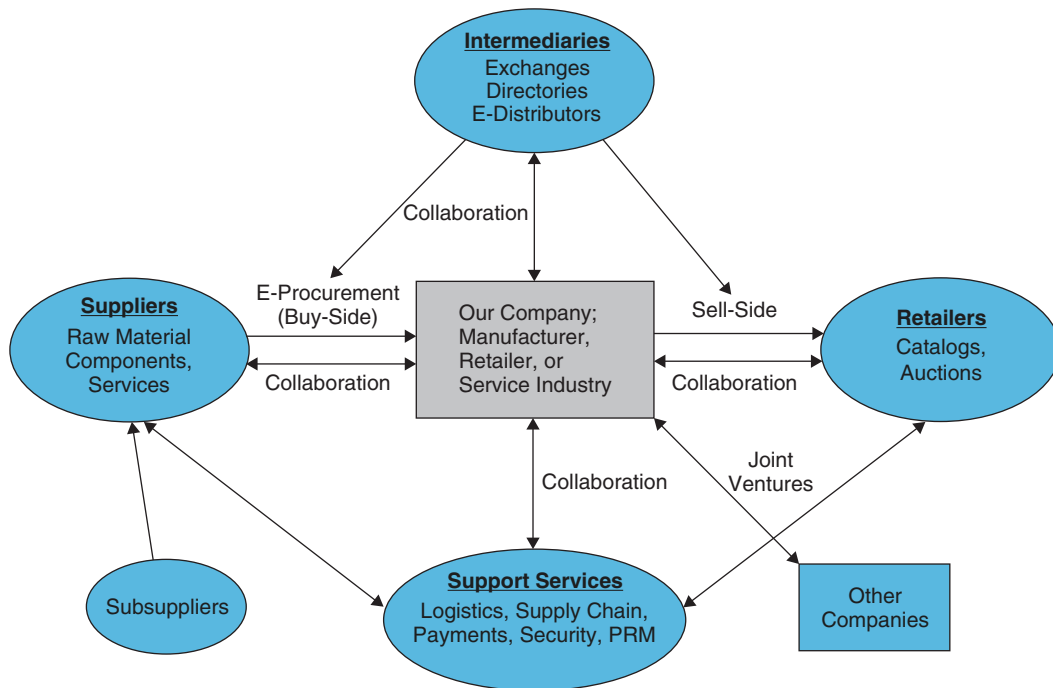 Intermediaries
Exchanges
Directories
E-Distributors
Collaboration
E-Procurement
(Buy-Side)
Sell-Side
Suppliers
Raw Material
Components,
Services
Our Company;
Manufacturer,
Retailer, or
Service Industry
Retailers
Catalogs,
Auctions
Collaboration
Collaboration
Collaboration
Joint
Ventures
Subsuppliers
Support Services
Logistics, Supply Chain,
Payments, Security, PRM
Other
Companies